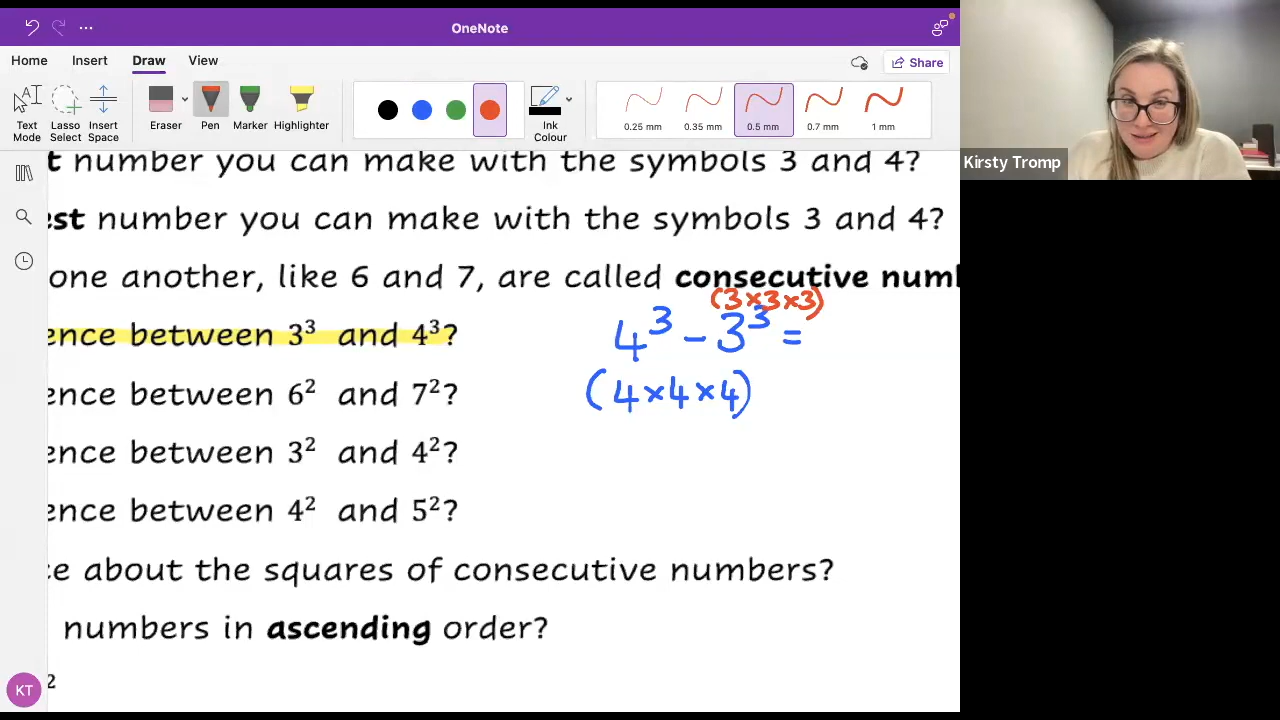 OneNote
Home Insert Draw View
Share
Text Mode
Lasso Select
Insert Space
Eraser
Pen
Marker
Highlighter
Ink Colour
0.25 mm 0.35 mm 0.5 mm 0.7 mm 1 mm
Kirsty Tromp
t number you can make with the symbols 3 and 4?
est number you can make with the symbols 3 and 4?
one another, like 6 and 7, are called consecutive numb
(3×3×3)
ence between 3³ and 4³?
4³ - 3³ =
ence between 6² and 7²?
(4×4×4)
ence between 3² and 4²?
ence between 4² and 5²?
ce about the squares of consecutive numbers?
numbers in ascending order?
KT
2